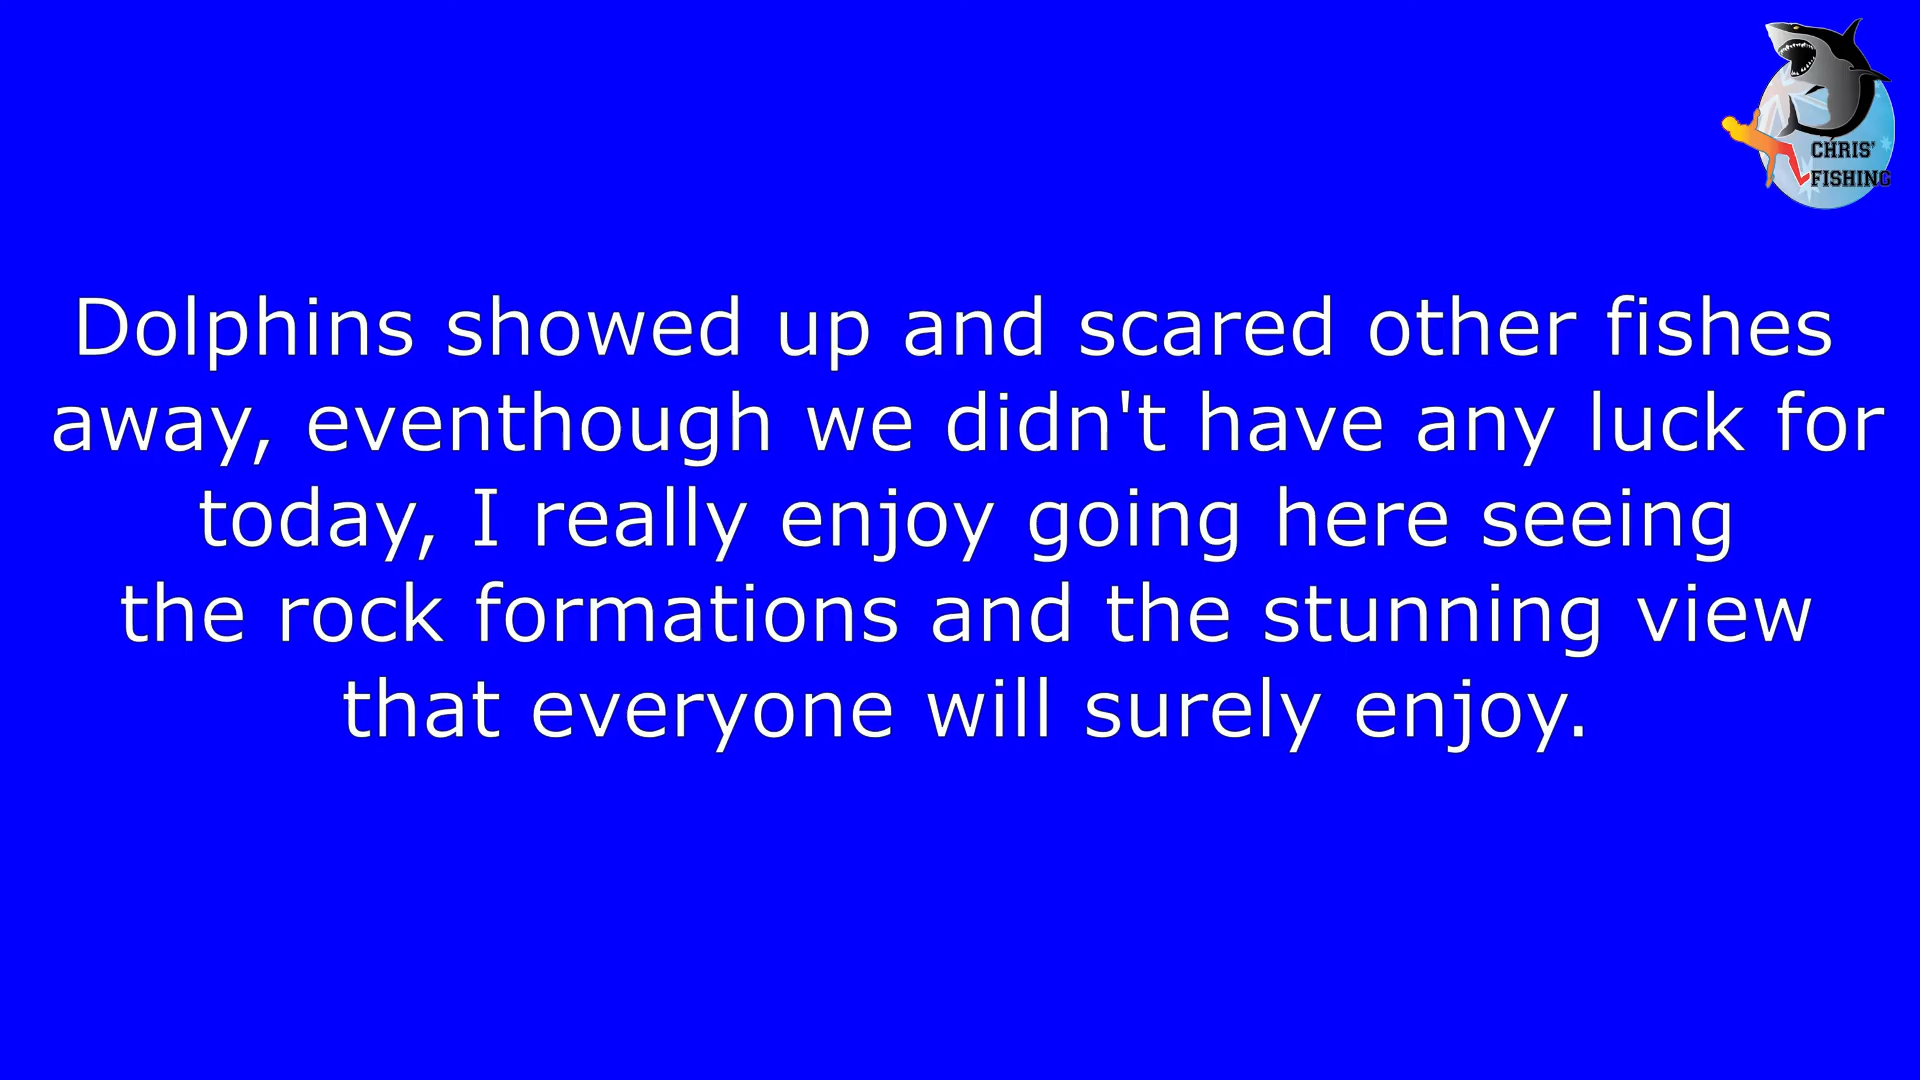 CHRIS'
FISHING
Dolphins showed up and scared other fishes
away, eventhough we didn't have any luck for
today, I really enjoy going here seeing
the rock formations and the stunning view
that everyone will surely enjoy.